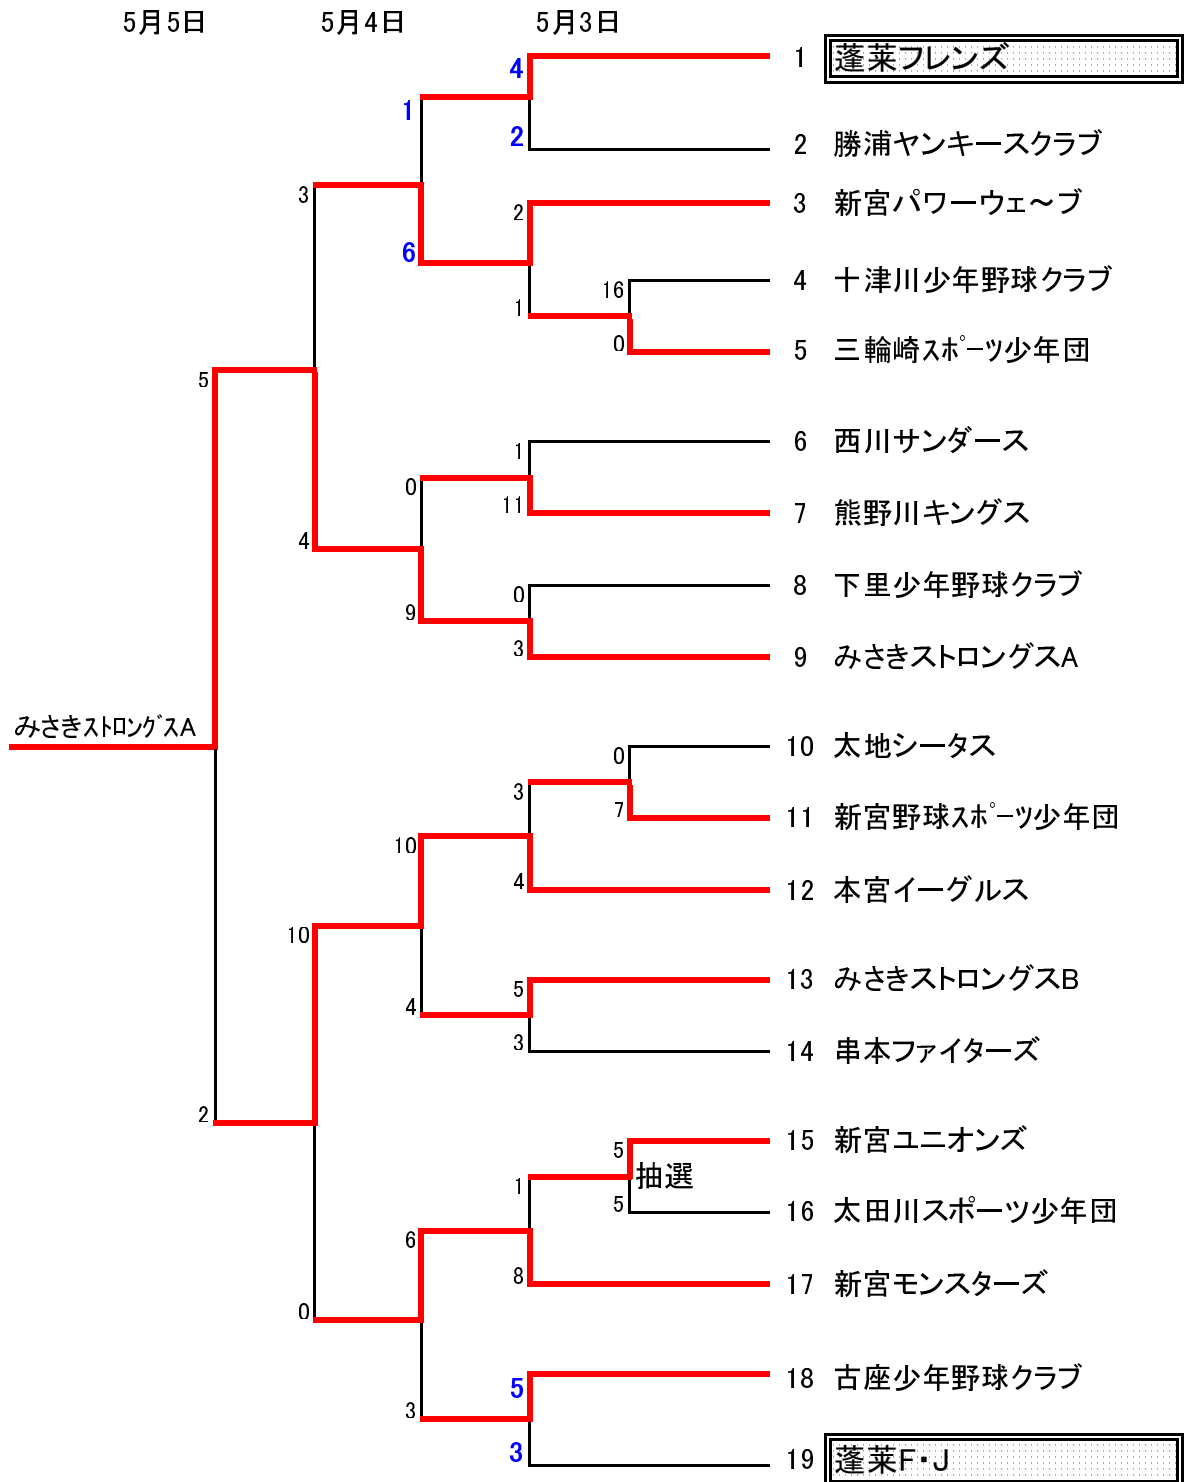 5月5日 5月4日 5月3日
4 1 蓬莱フレンズ
1
2 2 勝浦ヤンキースクラブ
3 2 3 新宮パワーウェ～ブ
6
16 4 十津川少年野球クラブ
1
0 5 三輪崎スポーツ少年団
5
1 6 西川サンダース
0
11 7 熊野川キングス
4
0 8 下里少年野球クラブ
9
3 9 みさきストロングスA
みさきストロングスA
0 10 太地シータス
3
7 11 新宮野球スポーツ少年団
10
4 12 本宮イーグルス
10
5 13 みさきストロングスB
4
3 14 串本ファイターズ
2
5 15 新宮ユニオンズ
1 抽選
5 16 太田川スポーツ少年団
6
8 17 新宮モンスターズ
0
5 18 古座少年野球クラブ
3
3 19 蓬莱F・J